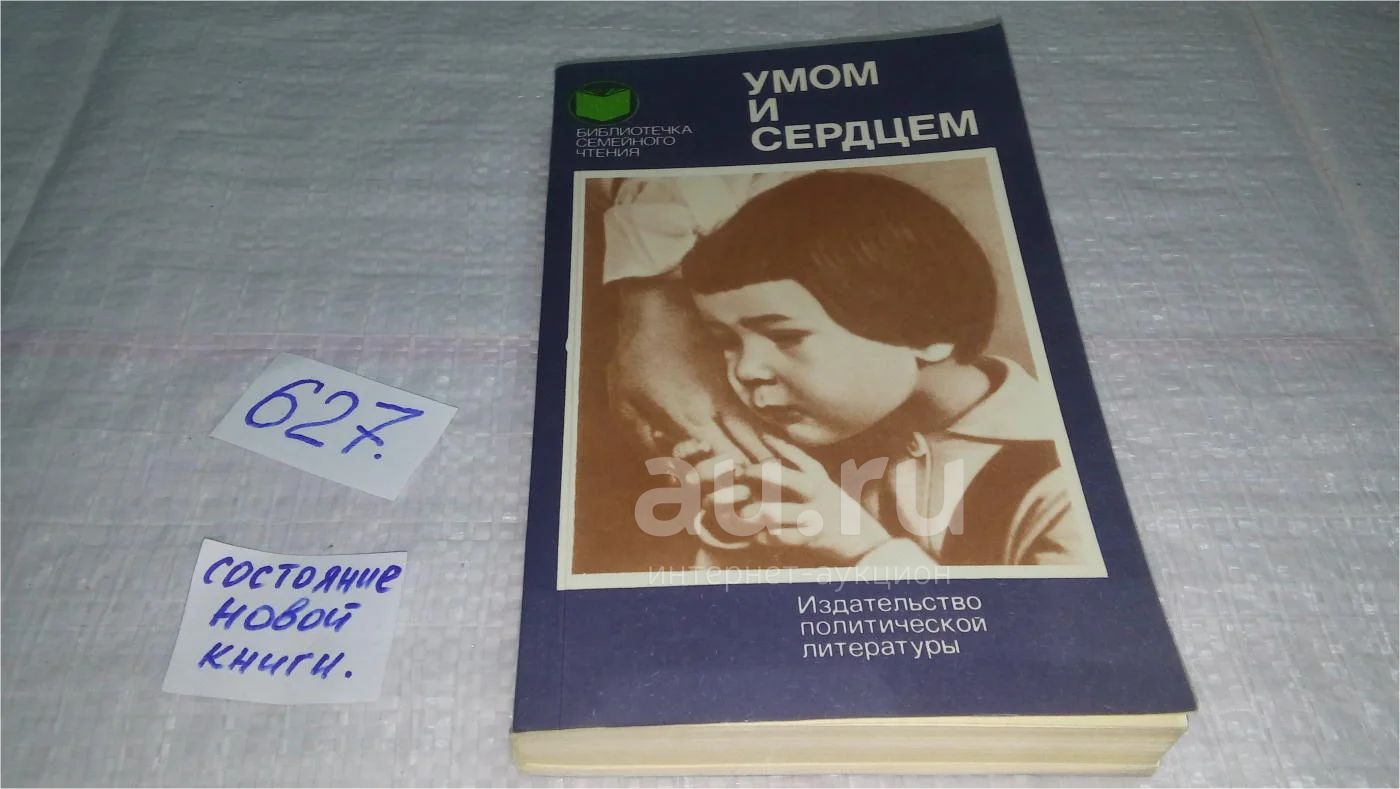 УМОМ
И
СЕРДЦЕМ
БИБЛИОТЕЧКА
СЕМЕЙНОГО
ЧТЕНИЯ
627.
состояние
новой
книги.
au.ru
интернет-аукцион
Издательство
политической
литературы